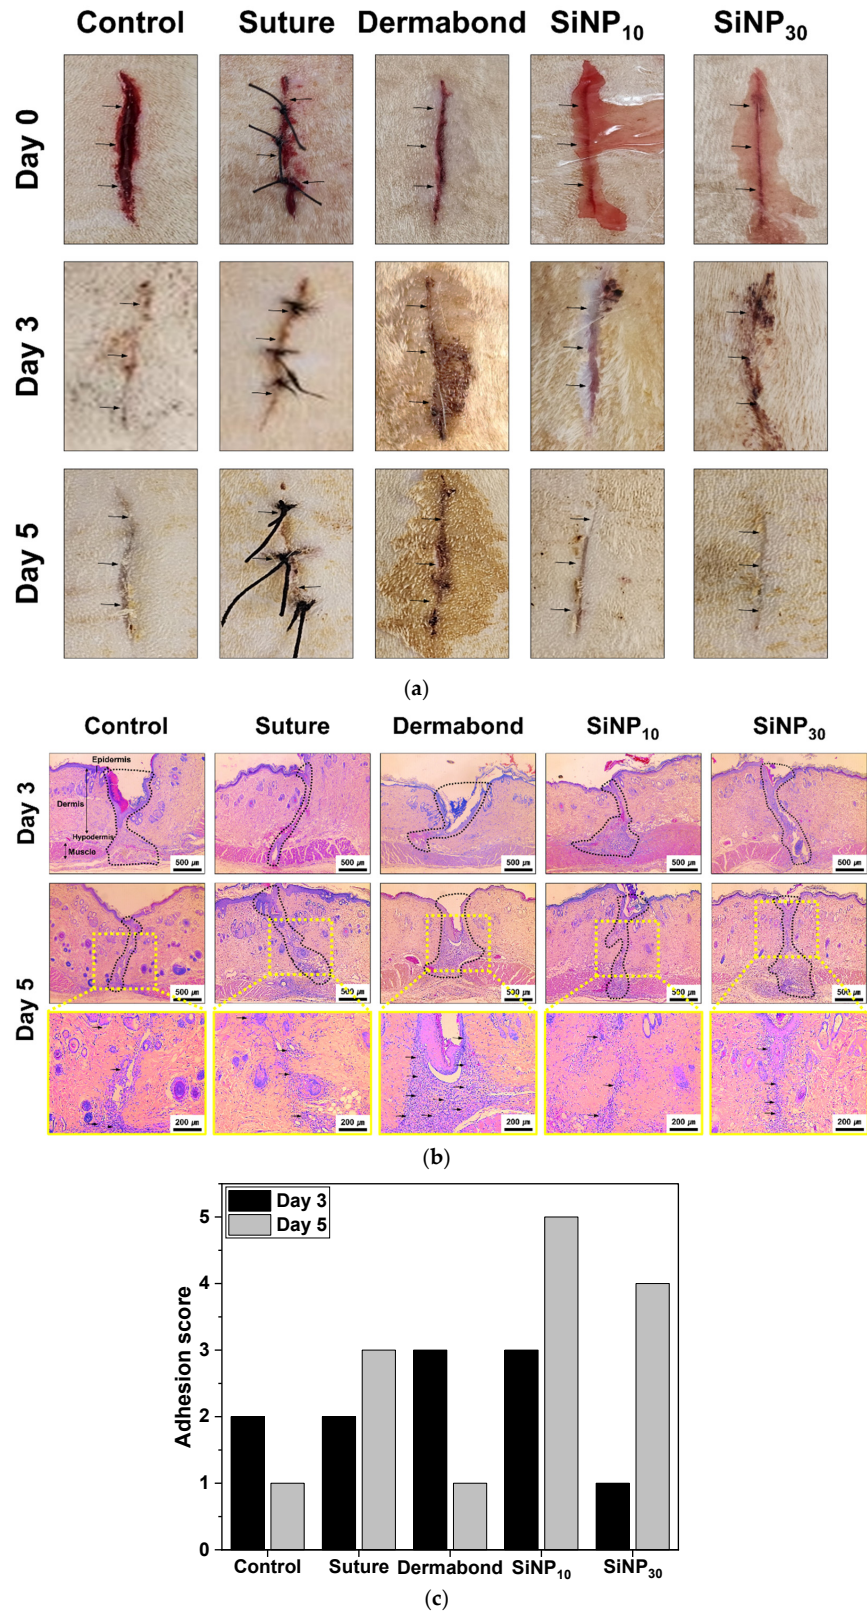 Control Suture Dermabond SiNP₁₀ SiNP₃₀
Day 0
Day 3
Day 5
(a)
Control Suture Dermabond SiNP₁₀ SiNP₃₀
Day 3
Epidermis
Dermis
Hypodermis
Muscle
500 μm 500 μm 500 μm 500 μm 500 μm
Day 5
500 μm 500 μm 500 μm 500 μm 500 μm
200 μm 200 μm 200 μm 200 μm 200 μm
(b)
Day 3
Day 5
Adhesion score
5
4
3
2
1
0
Control Suture Dermabond SiNP₁₀ SiNP₃₀
(c)